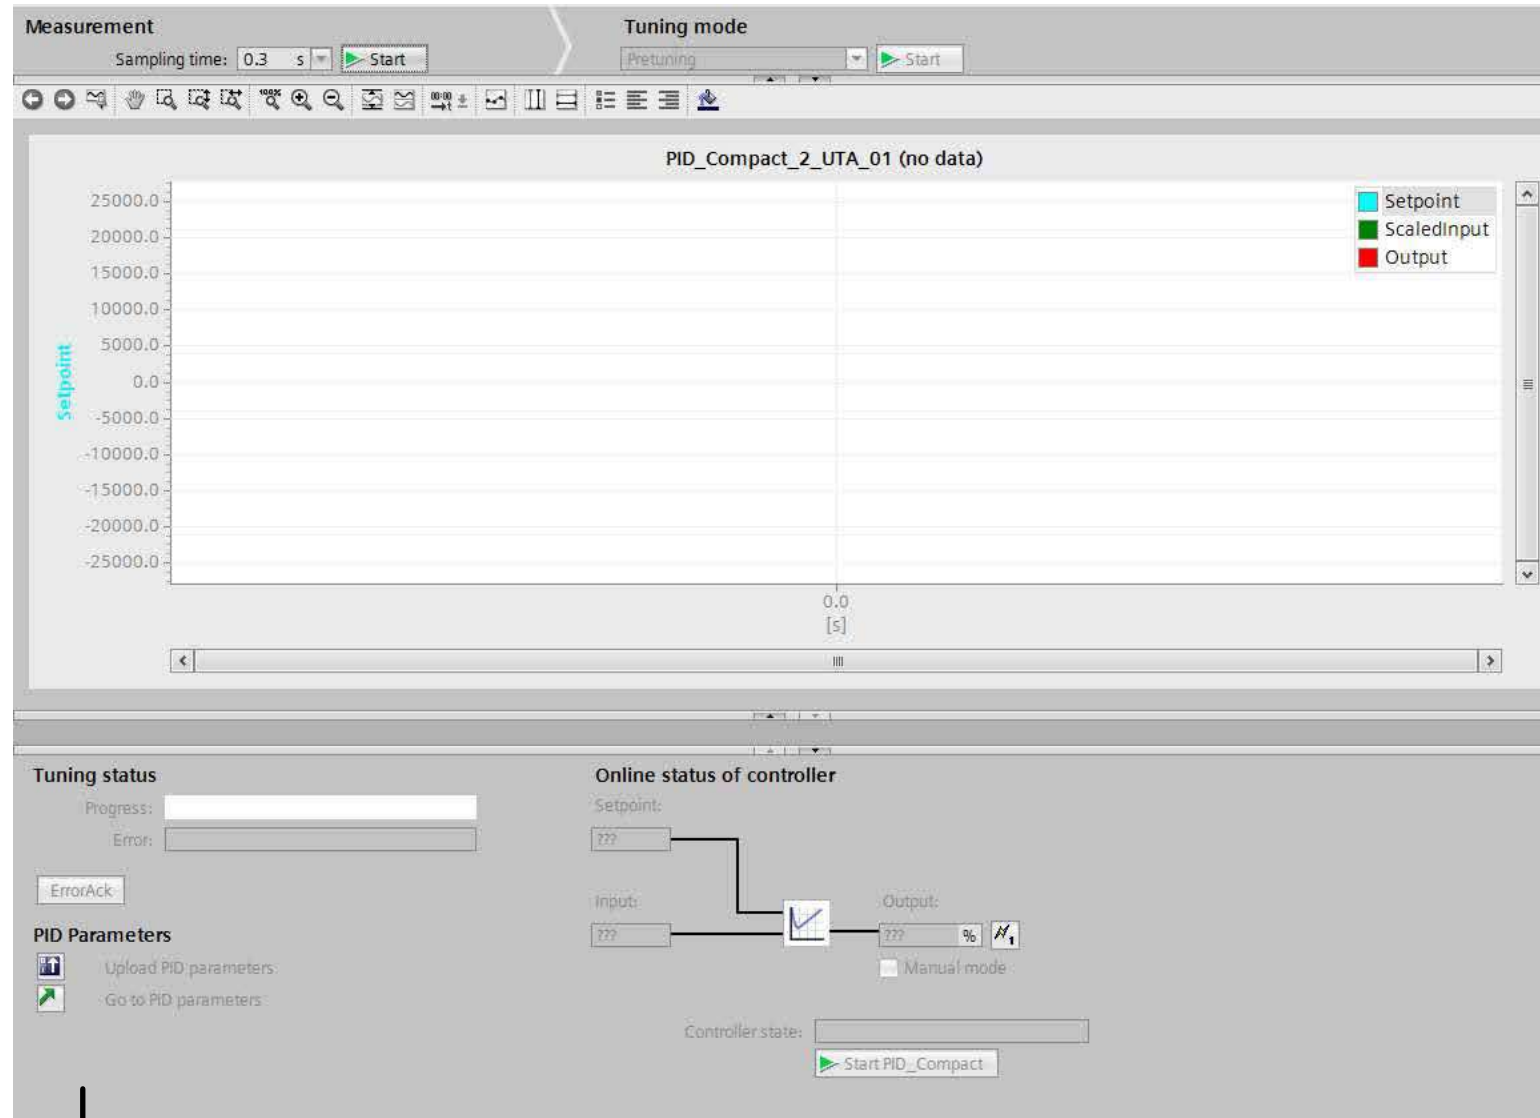 Measurement
Tuning mode
Sampling time: 0.3 s Start
Pretuning Start
PID_Compact_2_UTA_01 (no data)
Setpoint
ScaledInput
Output
25000.0
20000.0
15000.0
10000.0
5000.0
0.0
-5000.0
-10000.0
-15000.0
-20000.0
-25000.0
Setpoint
0.0
[s]
Tuning status
Progress:
Error:
ErrorAck
PID Parameters
Upload PID parameters
Go to PID parameters
Online status of controller
Setpoint:
???
Input:
???
Output:
??? %
Manual mode
Controller state:
Start PID_Compact